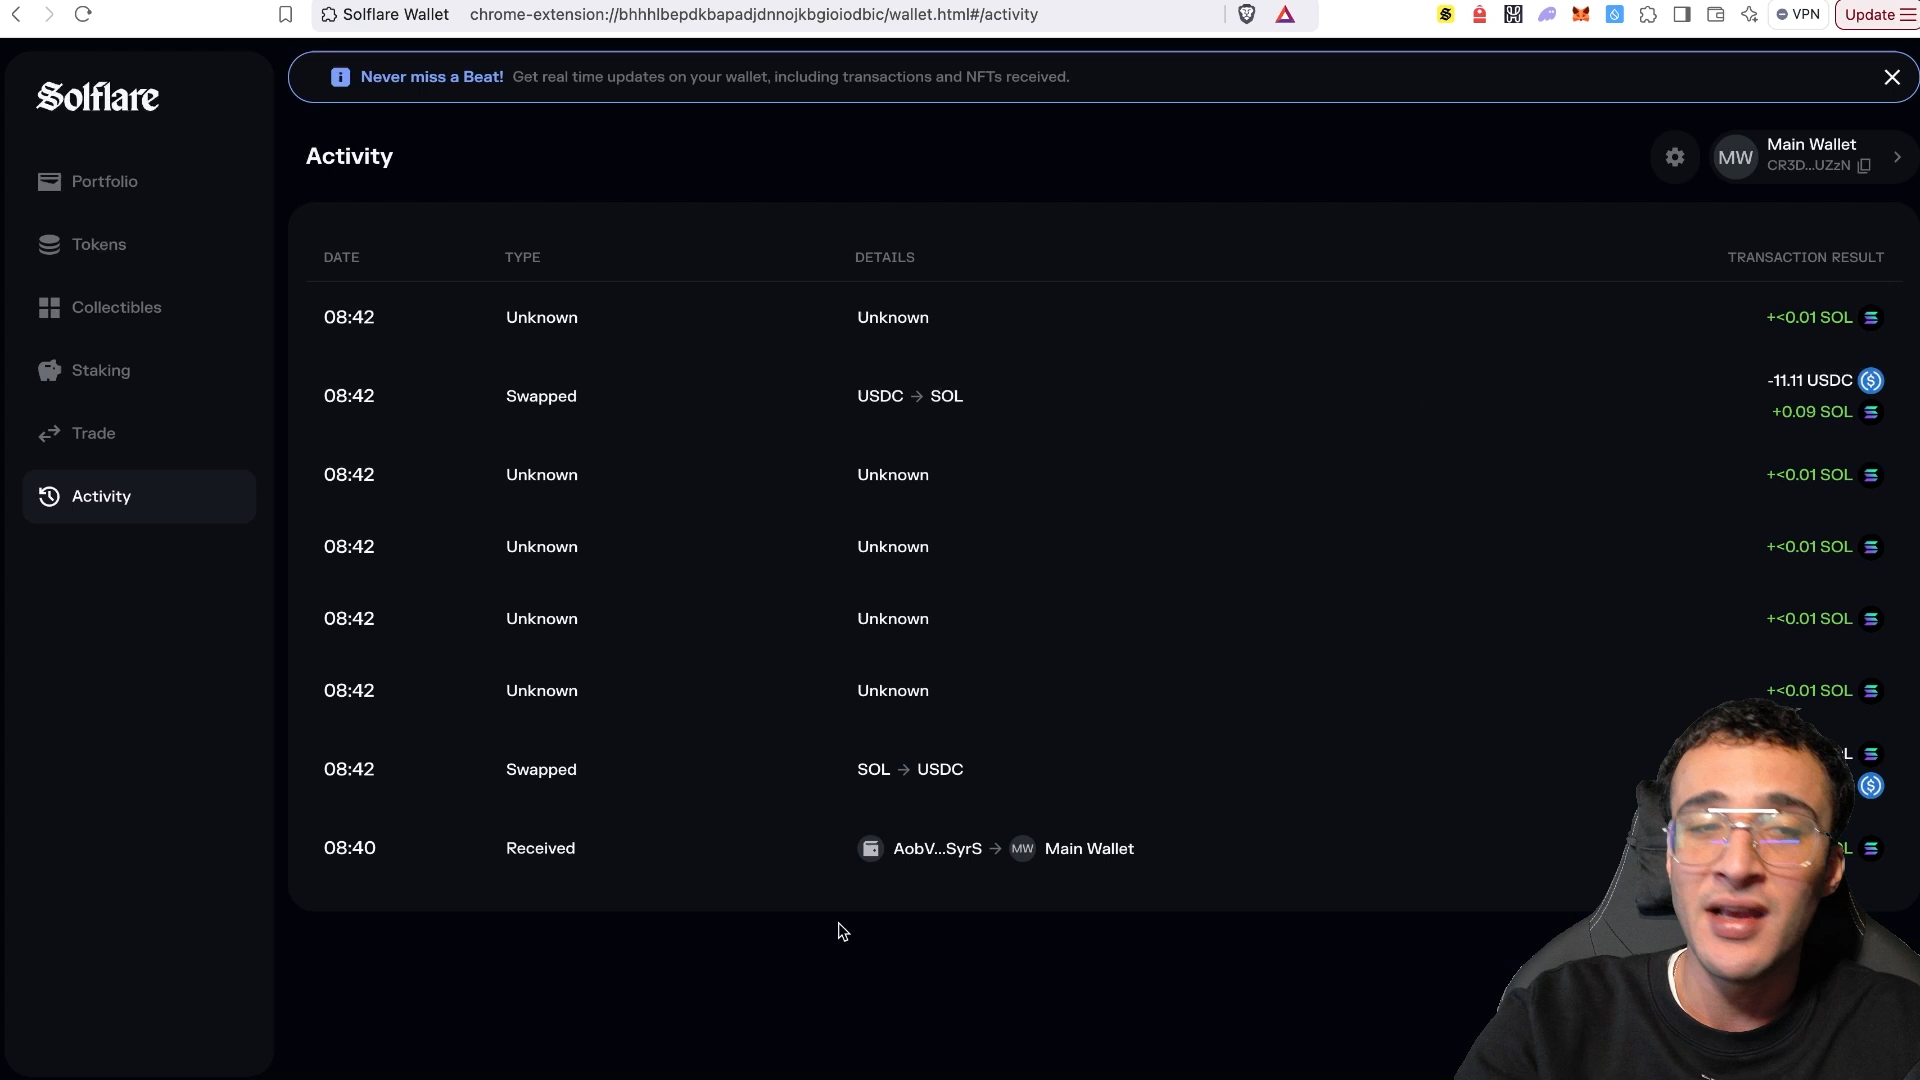 Solflare Wallet chrome-extension://bhhhlbepdkbapadjdnnojkbgioiodbic/wallet.html#/activity VPN Update
Solflare
Never miss a Beat! Get real time updates on your wallet, including transactions and NFTs received.
Activity
MW
Main Wallet
CR3D...UZzN
Portfolio
Tokens
Collectibles
Staking
Trade
Activity
DATE TYPE DETAILS TRANSACTION RESULT
08:42 Unknown Unknown +<0.01 SOL
08:42 Swapped USDC → SOL -11.11 USDC
+0.09 SOL
08:42 Unknown Unknown +<0.01 SOL
08:42 Unknown Unknown +<0.01 SOL
08:42 Unknown Unknown +<0.01 SOL
08:42 Unknown Unknown +<0.01 SOL
08:42 Swapped SOL → USDC
08:40 Received AobV...SyrS → MW Main Wallet